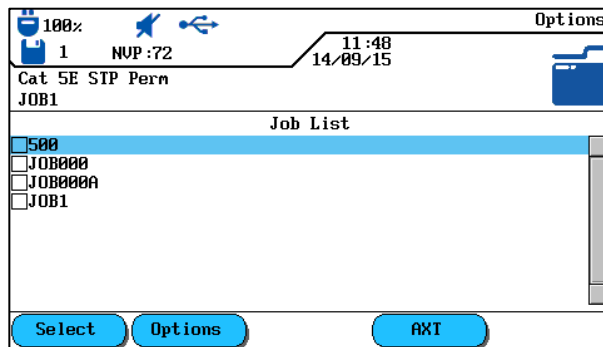 100% Options
1 NVP:72 11:48
14/09/15
Cat 5E STP Perm
JOB1
Job List
500
JOB000
JOB000A
JOB1
Select Options AXT